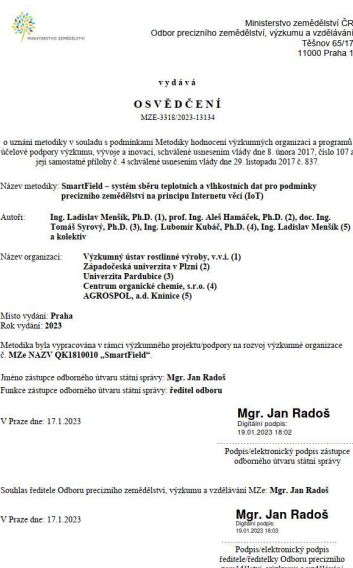 MINISTERSTVO ZEMĚDĚLSTVÍ
Ministerstvo zemědělství ČR
Odbor precizního zemědělství, výzkumu a vzdělávání
Těšnov 65/17
11000 Praha 1
vydává
OSVĚDČENÍ
MZE-3318/2023-13134
o uznání metodiky v souladu s podmínkami Metodiky hodnocení výzkumných organizací a programů
účelové podpory výzkumu, vývoje a inovací, schválené usnesením vlády dne 8. února 2017, číslo 107 a
její samostatné přílohy č. 4 schválené usnesením vlády dne 29. listopadu 2017 č. 837.
Název metodiky: SmartField – systém sběru teplotních a vlhkostních dat pro podmínky
precizního zemědělství na principu Internetu věcí (IoT)
Autoři: Ing. Ladislav Menšík, Ph.D. (1), prof. Ing. Aleš Hamáček, Ph.D. (2), doc. Ing.
Tomáš Syrový, Ph.D. (3), Ing. Lubomír Kubáč, Ph.D. (4), Ing. Ladislav Menšík (5)
a kolektiv
Název organizací: Výzkumný ústav rostlinné výroby, v.v.i. (1)
Západočeská univerzita v Plzni (2)
Univerzita Pardubice (3)
Centrum organické chemie, s.r.o. (4)
AGROSPOL, a.d. Knínice (5)
Místo vydání: Praha
Rok vydání: 2023
Metodika byla vypracována v rámci výzkumného projektu/podpory na rozvoj výzkumné organizace
č. MZe NAZV QK1810010 „SmartField“.
Jméno zástupce odborného útvaru státní správy: Mgr. Jan Radoš
Funkce zástupce odborného útvaru státní správy: ředitel odboru
V Praze dne: 17.1.2023
Mgr. Jan Radoš
Digitální podpis:
19.01.2023 18:02
Podpis/elektronický podpis zástupce
odborného útvaru státní správy
Souhlas ředitele Odboru precizního zemědělství, výzkumu a vzdělávání MZe: Mgr. Jan Radoš
V Praze dne: 17.1.2023
Mgr. Jan Radoš
Digitální podpis:
19.01.2023 18:03
Podpis/elektronický podpis
ředitele/ředitelky Odboru precizního
zemědělství, výzkumu a vzdělávání